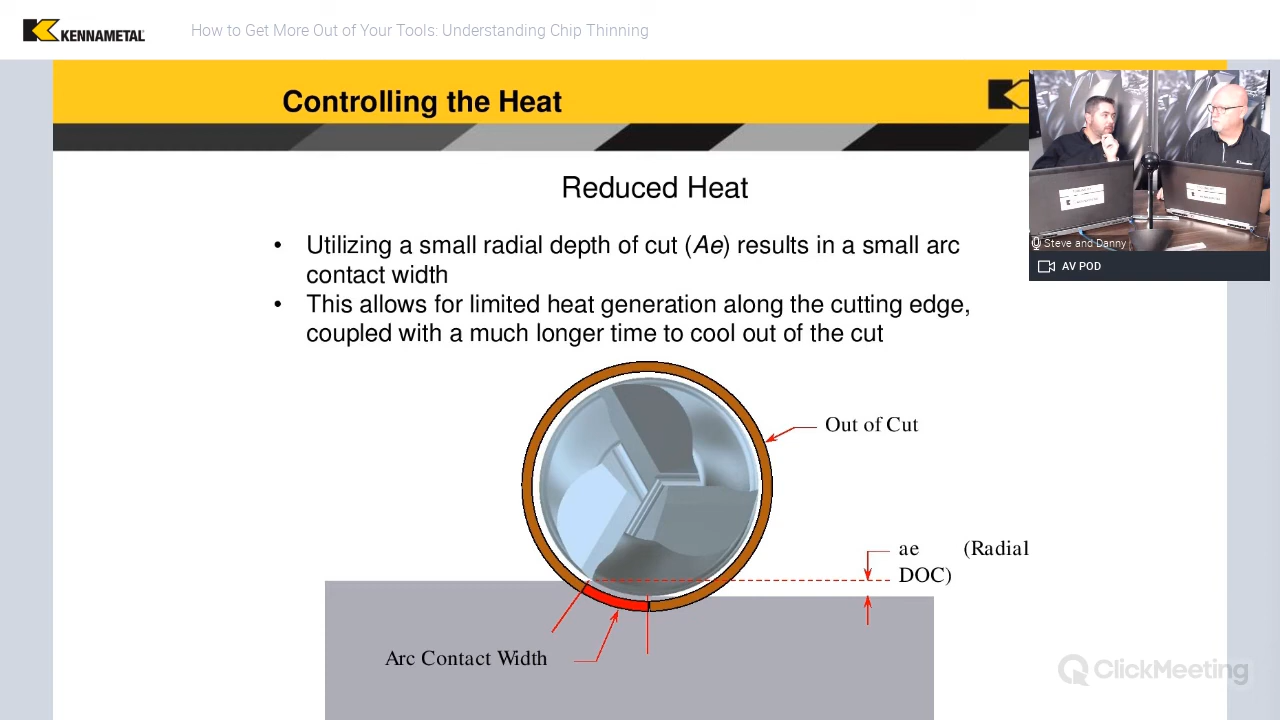 KENNAMETAL
How to Get More Out of Your Tools: Understanding Chip Thinning
Controlling the Heat
Reduced Heat
• Utilizing a small radial depth of cut (Ae) results in a small arc
contact width
• This allows for limited heat generation along the cutting edge,
coupled with a much longer time to cool out of the cut
Out of Cut
ae (Radial
DOC)
Arc Contact Width
Steve and Danny
AV POD
ClickMeeting